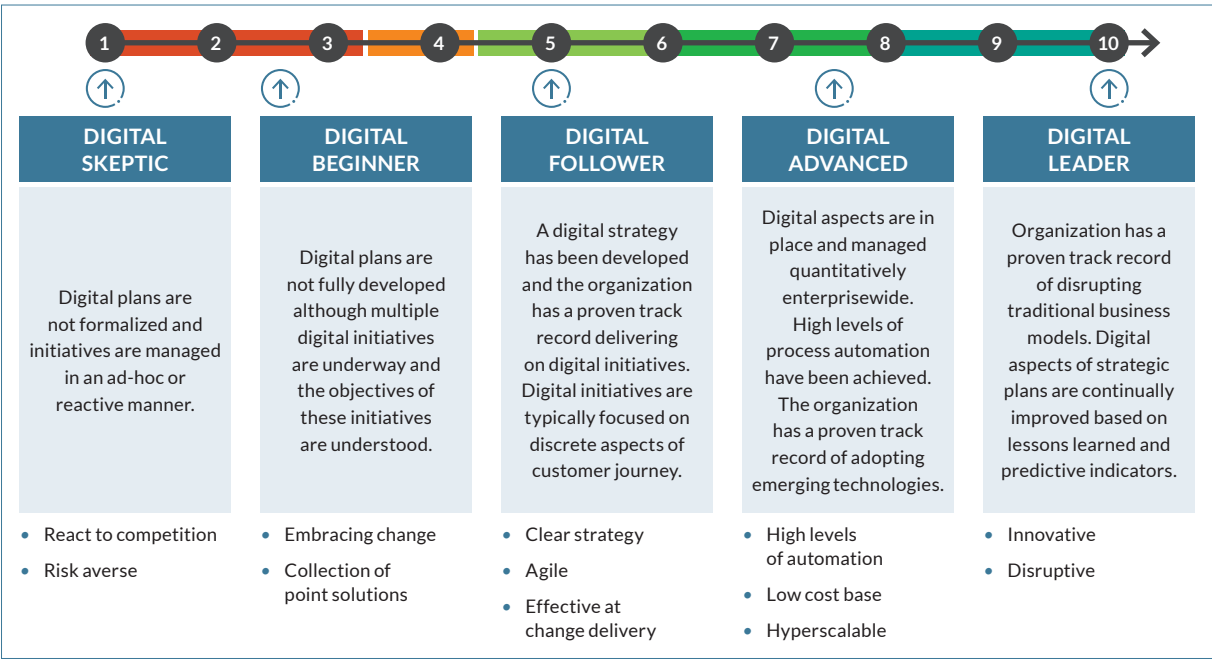 1 2 3 4 5 6 7 8 9 10
DIGITAL
SKEPTIC
Digital plans are
not formalized and
initiatives are managed
in an ad-hoc or
reactive manner.
• React to competition
• Risk averse
DIGITAL
BEGINNER
Digital plans are
not fully developed
although multiple
digital initiatives
are underway and
the objectives of
these initiatives
are understood.
• Embracing change
• Collection of
point solutions
DIGITAL
FOLLOWER
A digital strategy
has been developed
and the organization
has a proven track
record delivering
on digital initiatives.
Digital initiatives are
typically focused on
discrete aspects of
customer journey.
• Clear strategy
• Agile
• Effective at
change delivery
DIGITAL
ADVANCED
Digital aspects are in
place and managed
quantitatively
enterprisewide.
High levels of
process automation
have been achieved.
The organization
has a proven track
record of adopting
emerging technologies.
• High levels
of automation
• Low cost base
• Hyperscalable
DIGITAL
LEADER
Organization has a
proven track record
of disrupting
traditional business
models. Digital
aspects of strategic
plans are continually
improved based on
lessons learned and
predictive indicators.
• Innovative
• Disruptive